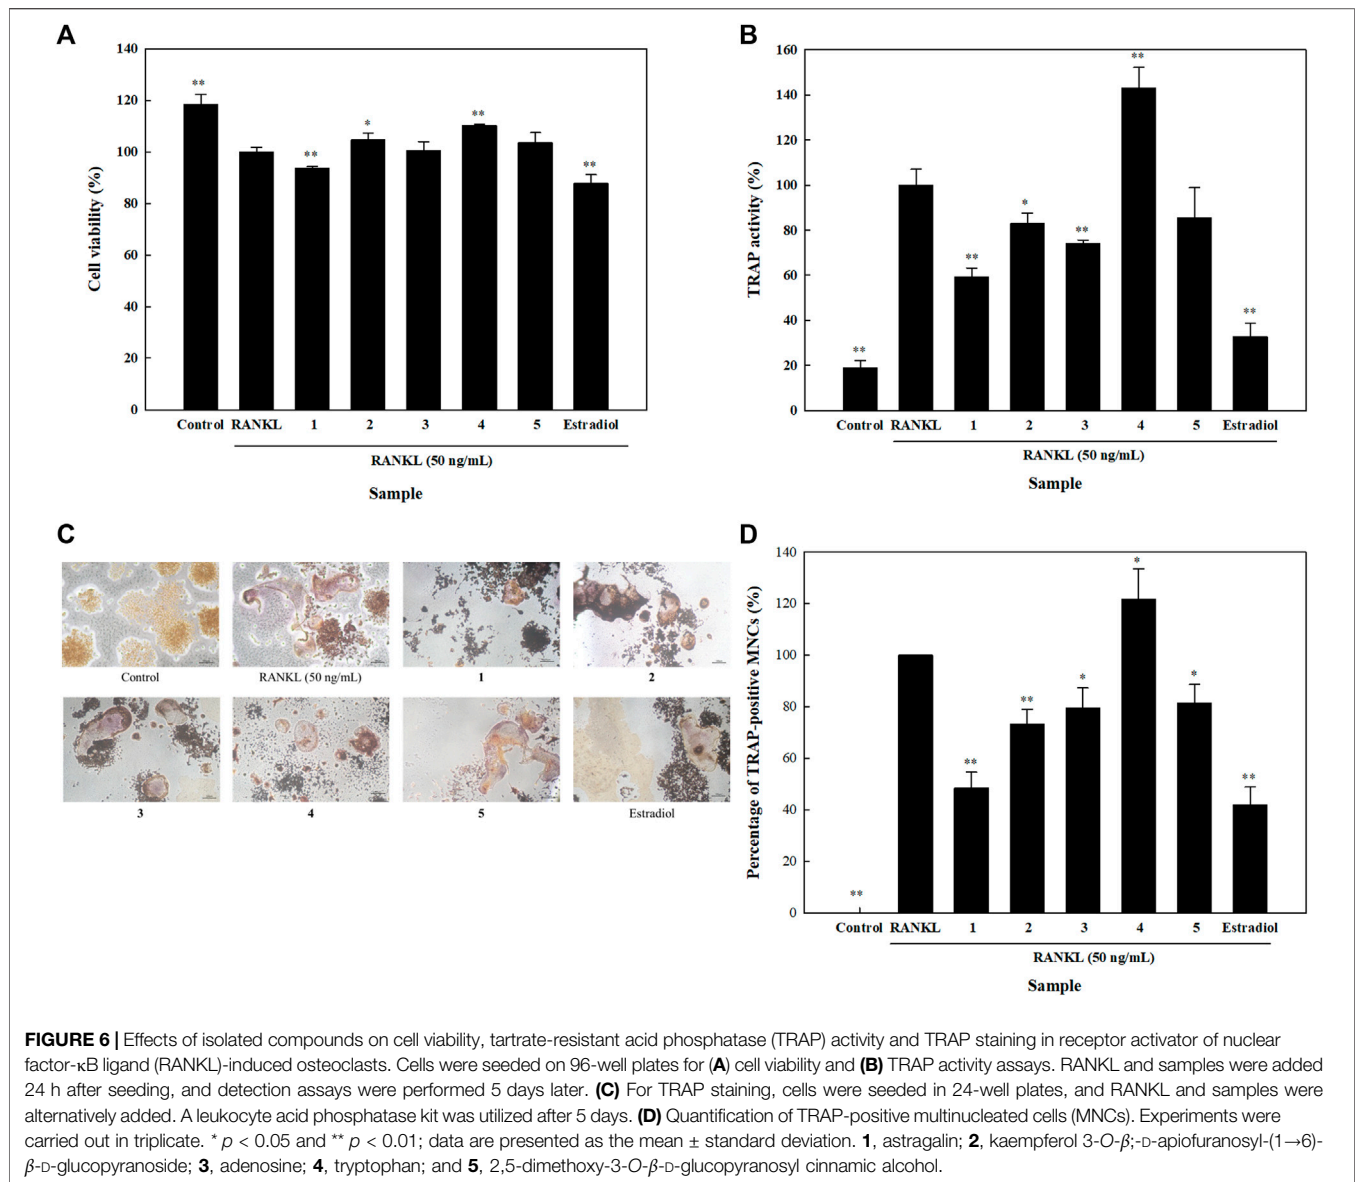 A
140
120
100
80
60
40
20
0
Cell viability (%)
**
**
*
**
**
Control RANKL 1 2 3 4 5 Estradiol
RANKL (50 ng/mL)
Sample
B
160
140
120
100
80
60
40
20
0
TRAP activity (%)
**
**
*
**
**
**
Control RANKL 1 2 3 4 5 Estradiol
RANKL (50 ng/mL)
Sample
C
Control RANKL (50 ng/mL) 1 2
3 4 5 Estradiol
D
140
120
100
80
60
40
20
0
Percentage of TRAP-positive MNCs (%)
**
**
**
*
*
*
**
Control RANKL 1 2 3 4 5 Estradiol
RANKL (50 ng/mL)
Sample
FIGURE 6 | Effects of isolated compounds on cell viability, tartrate-resistant acid phosphatase (TRAP) activity and TRAP staining in receptor activator of nuclear
factor-κB ligand (RANKL)-induced osteoclasts. Cells were seeded on 96-well plates for (A) cell viability and (B) TRAP activity assays. RANKL and samples were added
24 h after seeding, and detection assays were performed 5 days later. (C) For TRAP staining, cells were seeded in 24-well plates, and RANKL and samples were
alternatively added. A leukocyte acid phosphatase kit was utilized after 5 days. (D) Quantification of TRAP-positive multinucleated cells (MNCs). Experiments were
carried out in triplicate. * p < 0.05 and ** p < 0.01; data are presented as the mean ± standard deviation. 1, astragalin; 2, kaempferol 3-O-β;-D-apiofuranosyl-(1→6)-
β-D-glucopyranoside; 3, adenosine; 4, tryptophan; and 5, 2,5-dimethoxy-3-O-β-D-glucopyranosyl cinnamic alcohol.